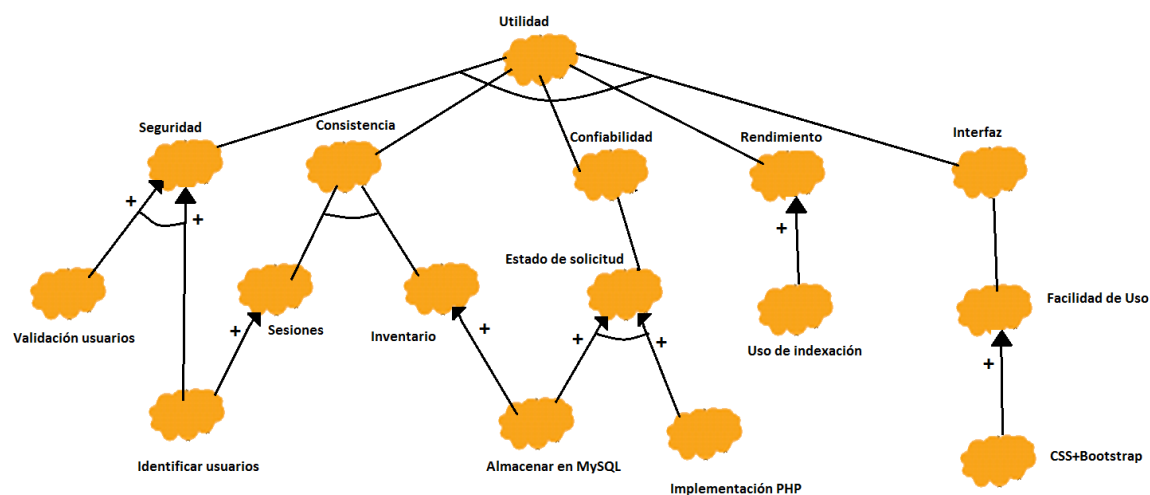 Utilidad
Seguridad
Consistencia
Confiabilidad
Rendimiento
Interfaz
+
+
+
Estado de solicitud
Validación usuarios
+
Sesiones
+
Inventario
+
+
Uso de indexación
Facilidad de Uso
+
Identificar usuarios
Almacenar en MySQL
Implementación PHP
CSS+Bootstrap